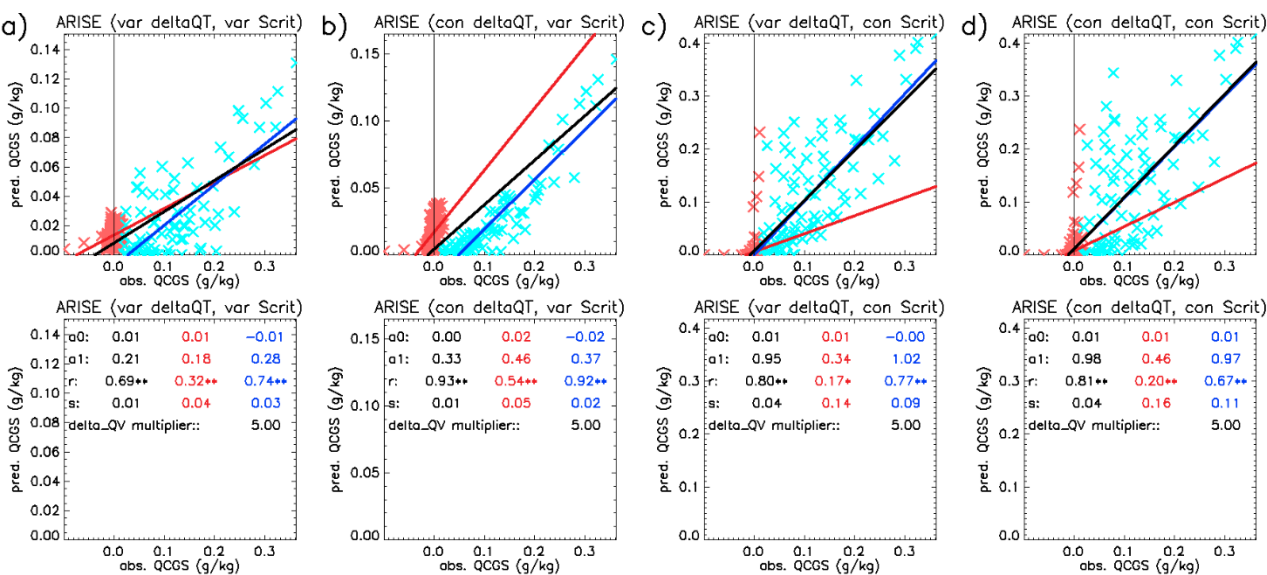 a)
ARISE (var deltaQT, var Scrit)
0.14
0.12
0.10
0.08
0.06
0.04
0.02
0.00
pred. QCGS (g/kg)
0.0 0.1 0.2 0.3
abs. QCGS (g/kg)
b)
ARISE (con deltaQT, var Scrit)
0.15
0.10
0.05
0.00
pred. QCGS (g/kg)
0.0 0.1 0.2 0.3
abs. QCGS (g/kg)
c)
ARISE (var deltaQT, con Scrit)
0.4
0.3
0.2
0.1
0.0
pred. QCGS (g/kg)
0.0 0.1 0.2 0.3
abs. QCGS (g/kg)
d)
ARISE (con deltaQT, con Scrit)
0.4
0.3
0.2
0.1
0.0
pred. QCGS (g/kg)
0.0 0.1 0.2 0.3
abs. QCGS (g/kg)
ARISE (var deltaQT, var Scrit)
a0: 0.01 0.01 −0.01
a1: 0.21 0.18 0.28
r: 0.69** 0.32** 0.74**
s: 0.01 0.04 0.03
delta_QV multiplier:: 5.00
0.14
0.12
0.10
0.08
0.06
0.04
0.02
0.00
pred. QCGS (g/kg)
0.0 0.1 0.2 0.3
abs. QCGS (g/kg)
ARISE (con deltaQT, var Scrit)
a0: 0.00 0.02 −0.02
a1: 0.33 0.46 0.37
r: 0.93** 0.54** 0.92**
s: 0.01 0.05 0.02
delta_QV multiplier:: 5.00
0.15
0.10
0.05
0.00
pred. QCGS (g/kg)
0.0 0.1 0.2 0.3
abs. QCGS (g/kg)
ARISE (var deltaQT, con Scrit)
a0: 0.01 0.01 −0.00
a1: 0.95 0.34 1.02
r: 0.80** 0.17* 0.77**
s: 0.04 0.14 0.09
delta_QV multiplier:: 5.00
0.4
0.3
0.2
0.1
0.0
pred. QCGS (g/kg)
0.0 0.1 0.2 0.3
abs. QCGS (g/kg)
ARISE (con deltaQT, con Scrit)
a0: 0.01 0.01 0.01
a1: 0.98 0.46 0.97
r: 0.81** 0.20** 0.67**
s: 0.04 0.16 0.11
delta_QV multiplier:: 5.00
0.4
0.3
0.2
0.1
0.0
pred. QCGS (g/kg)
0.0 0.1 0.2 0.3
abs. QCGS (g/kg)